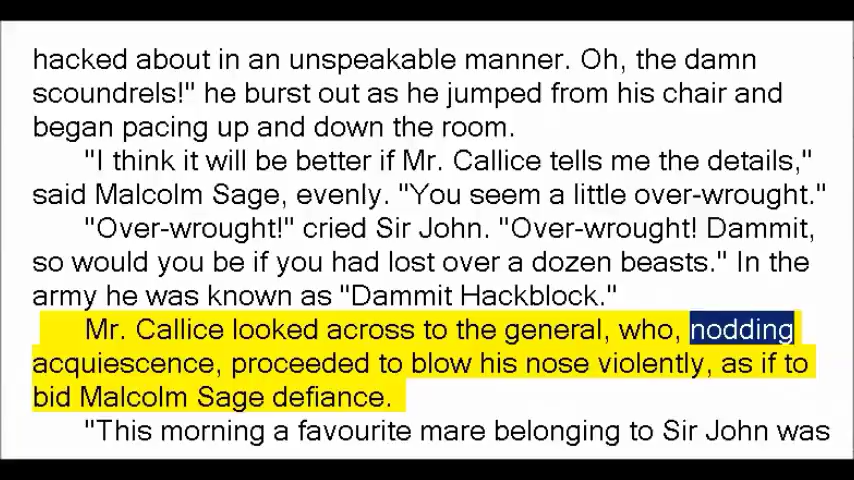 hacked about in an unspeakable manner. Oh, the damn
scoundrels!" he burst out as he jumped from his chair and
began pacing up and down the room.
"I think it will be better if Mr. Callice tells me the details,"
said Malcolm Sage, evenly. "You seem a little over-wrought."
"Over-wrought!" cried Sir John. "Over-wrought! Dammit,
so would you be if you had lost over a dozen beasts." In the
army he was known as "Dammit Hackblock."
Mr. Callice looked across to the general, who, nodding
acquiescence, proceeded to blow his nose violently, as if to
bid Malcolm Sage defiance.
"This morning a favourite mare belonging to Sir John was